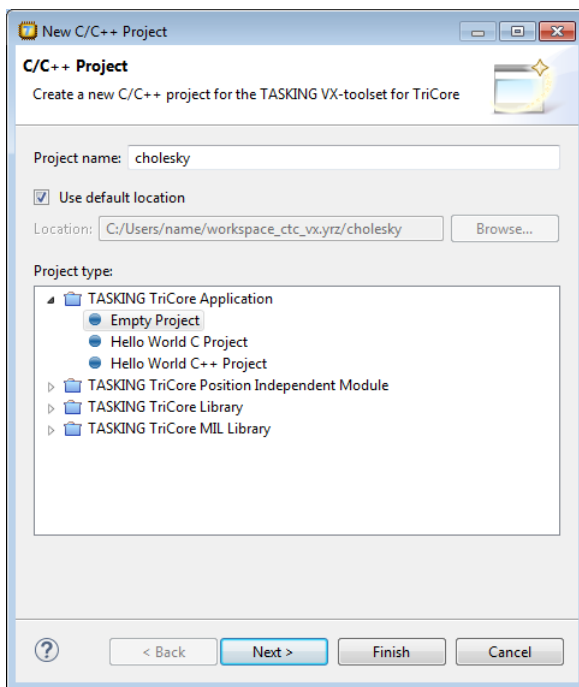 New C/C++ Project
C/C++ Project
Create a new C/C++ project for the TASKING VX-toolset for TriCore
Project name: cholesky
Use default location
Location: C:/Users/name/workspace_ctc_vx.yrz/cholesky Browse...
Project type:
TASKING TriCore Application
Empty Project
Hello World C Project
Hello World C++ Project
TASKING TriCore Position Independent Module
TASKING TriCore Library
TASKING TriCore MIL Library
? < Back Next > Finish Cancel